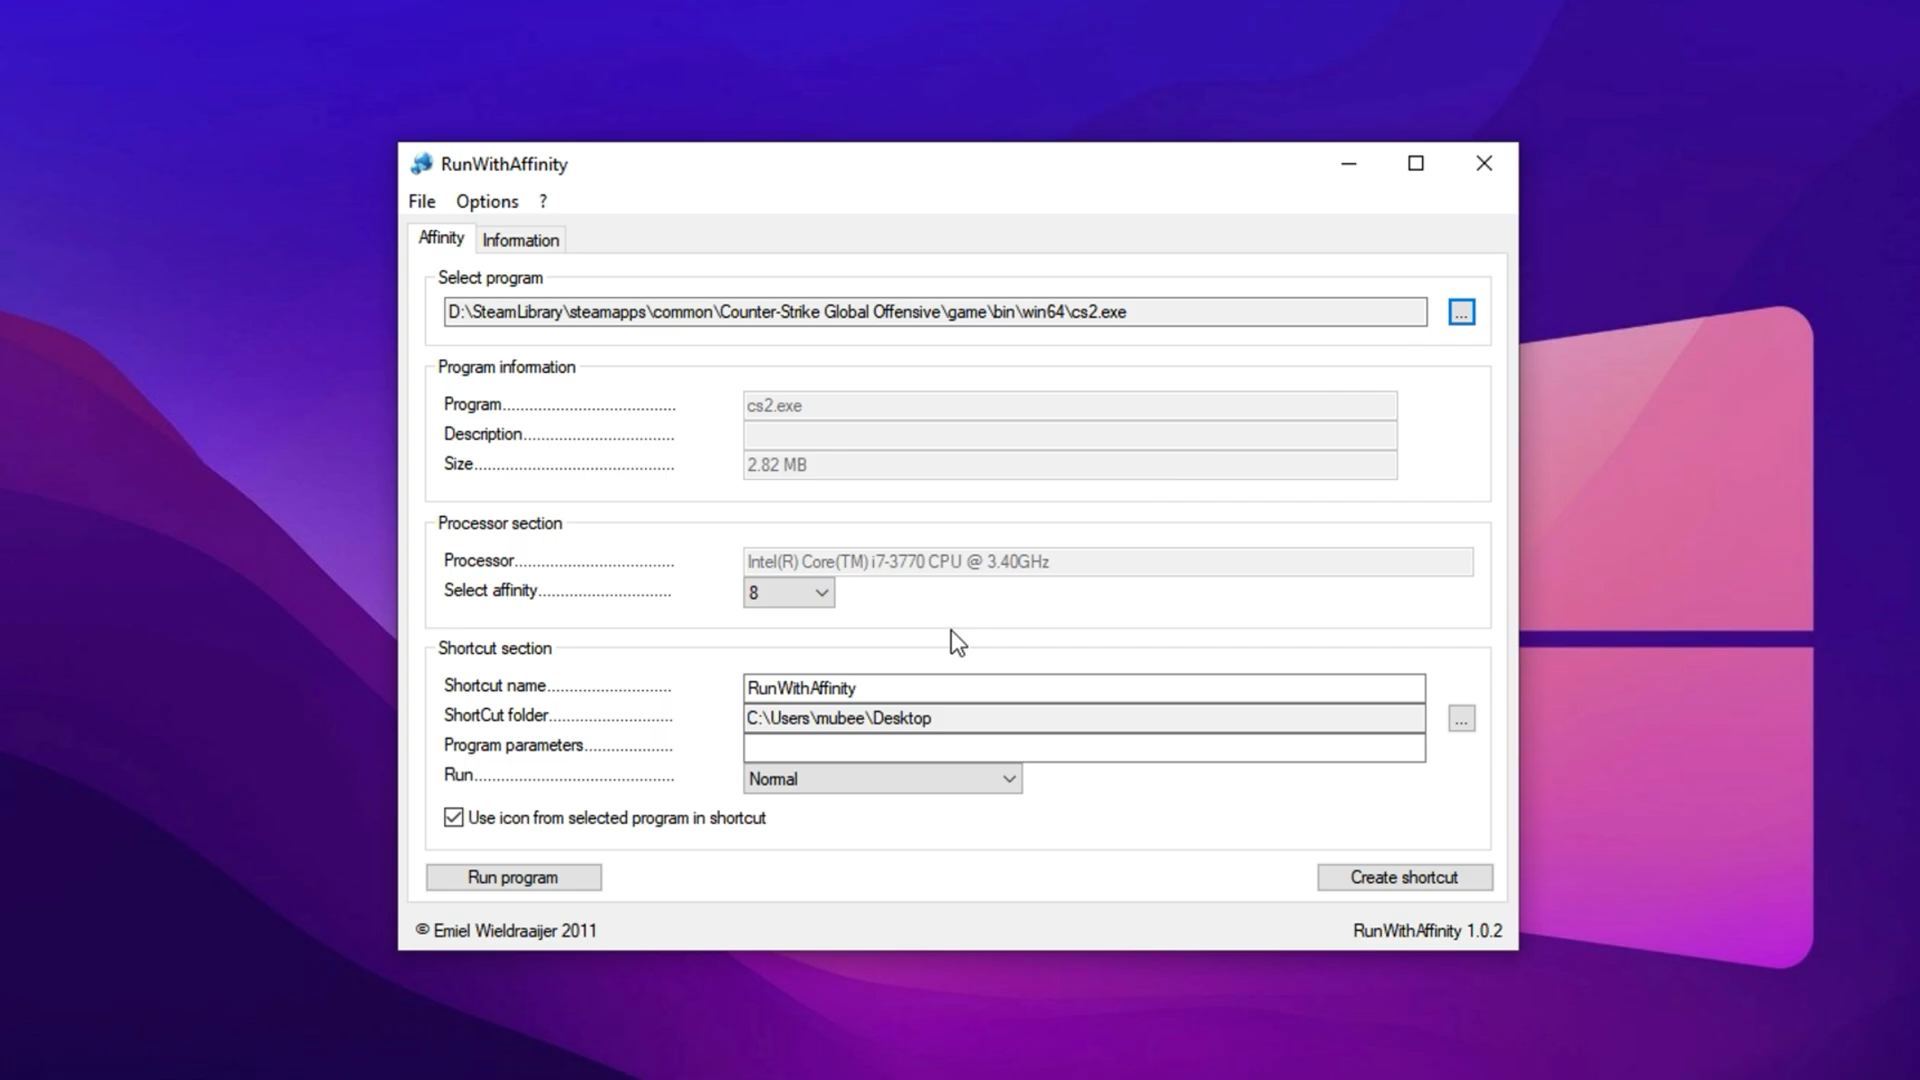 RunWithAffinity
File Options ?
Affinity Information
Select program
D:\SteamLibrary\steamapps\common\Counter-Strike Global Offensive\game\bin\win64\cs2.exe ...
Program information
Program....................................... cs2.exe
Description..................................
Size............................................. 2.82 MB
Processor section
Processor.................................... Intel(R) Core(TM) i7-3770 CPU @ 3.40GHz
Select affinity.............................. 8
Shortcut section
Shortcut name............................ RunWithAffinity
ShortCut folder............................ C:\Users\mubee\Desktop ...
Program parameters....................
Run............................................. Normal
Use icon from selected program in shortcut
Run program Create shortcut
© Emiel Wieldraaijer 2011 RunWithAffinity 1.0.2